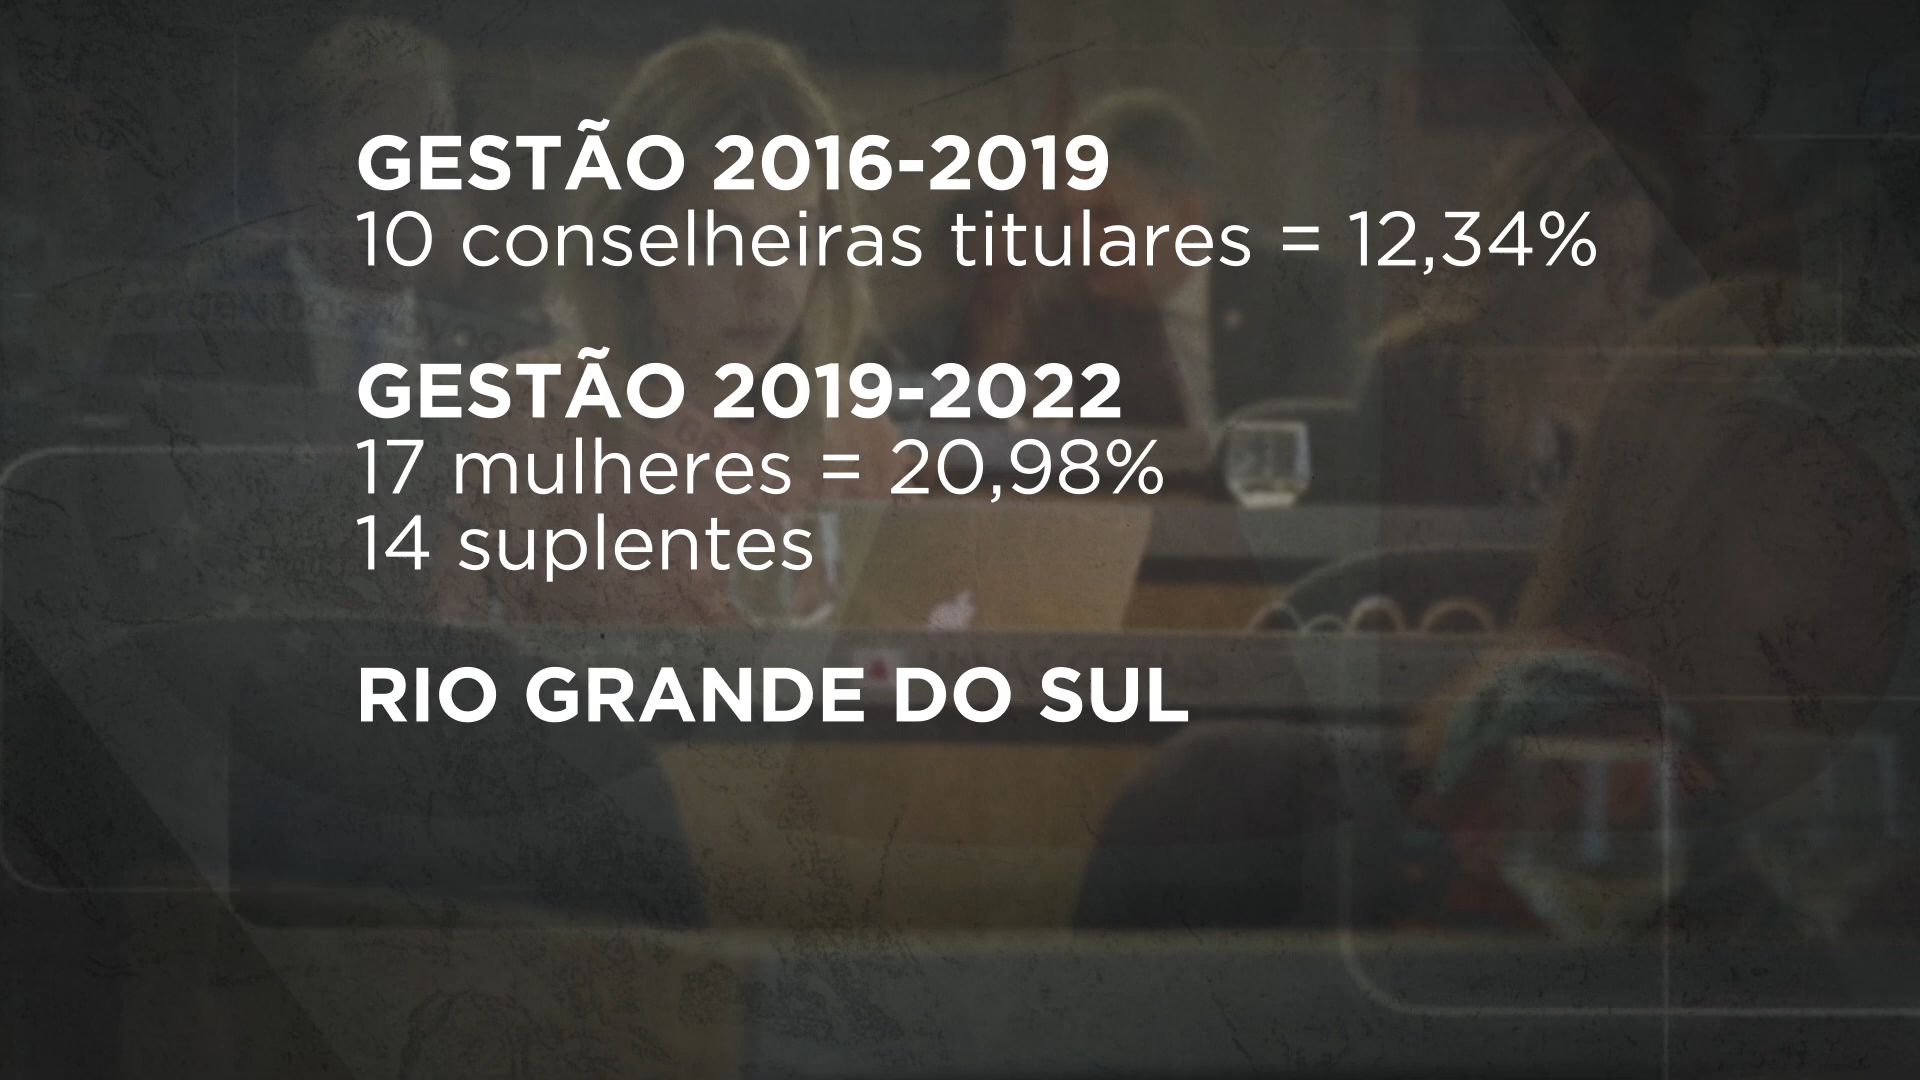 GESTÃO 2016-2019
10 conselheiras titulares = 12,34%
GESTÃO 2019-2022
17 mulheres = 20,98%
14 suplentes
RIO GRANDE DO SUL